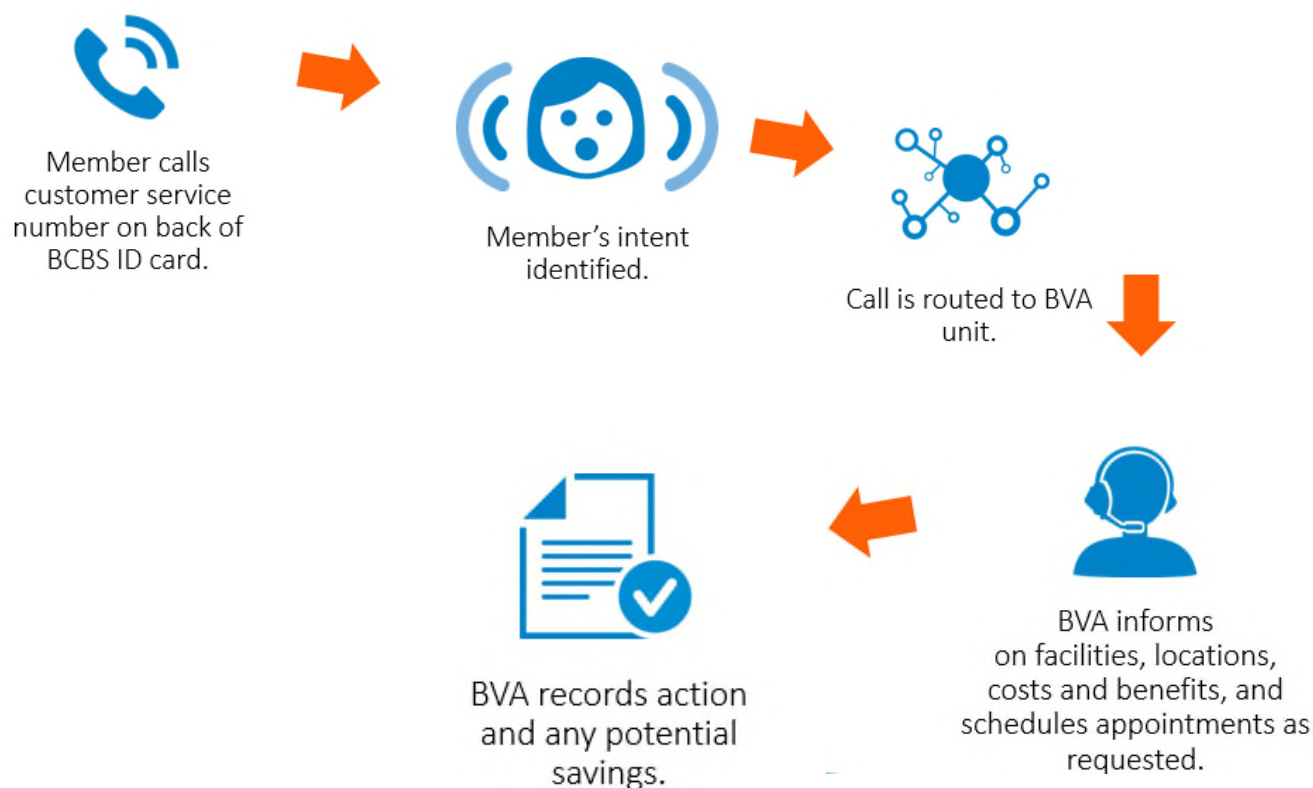 Member calls
customer service
number on back of
BCBS ID card.
Member’s intent
identified.
Call is routed to BVA
unit.
BVA informs
on facilities, locations,
costs and benefits, and
schedules appointments as
requested.
BVA records action
and any potential
savings.